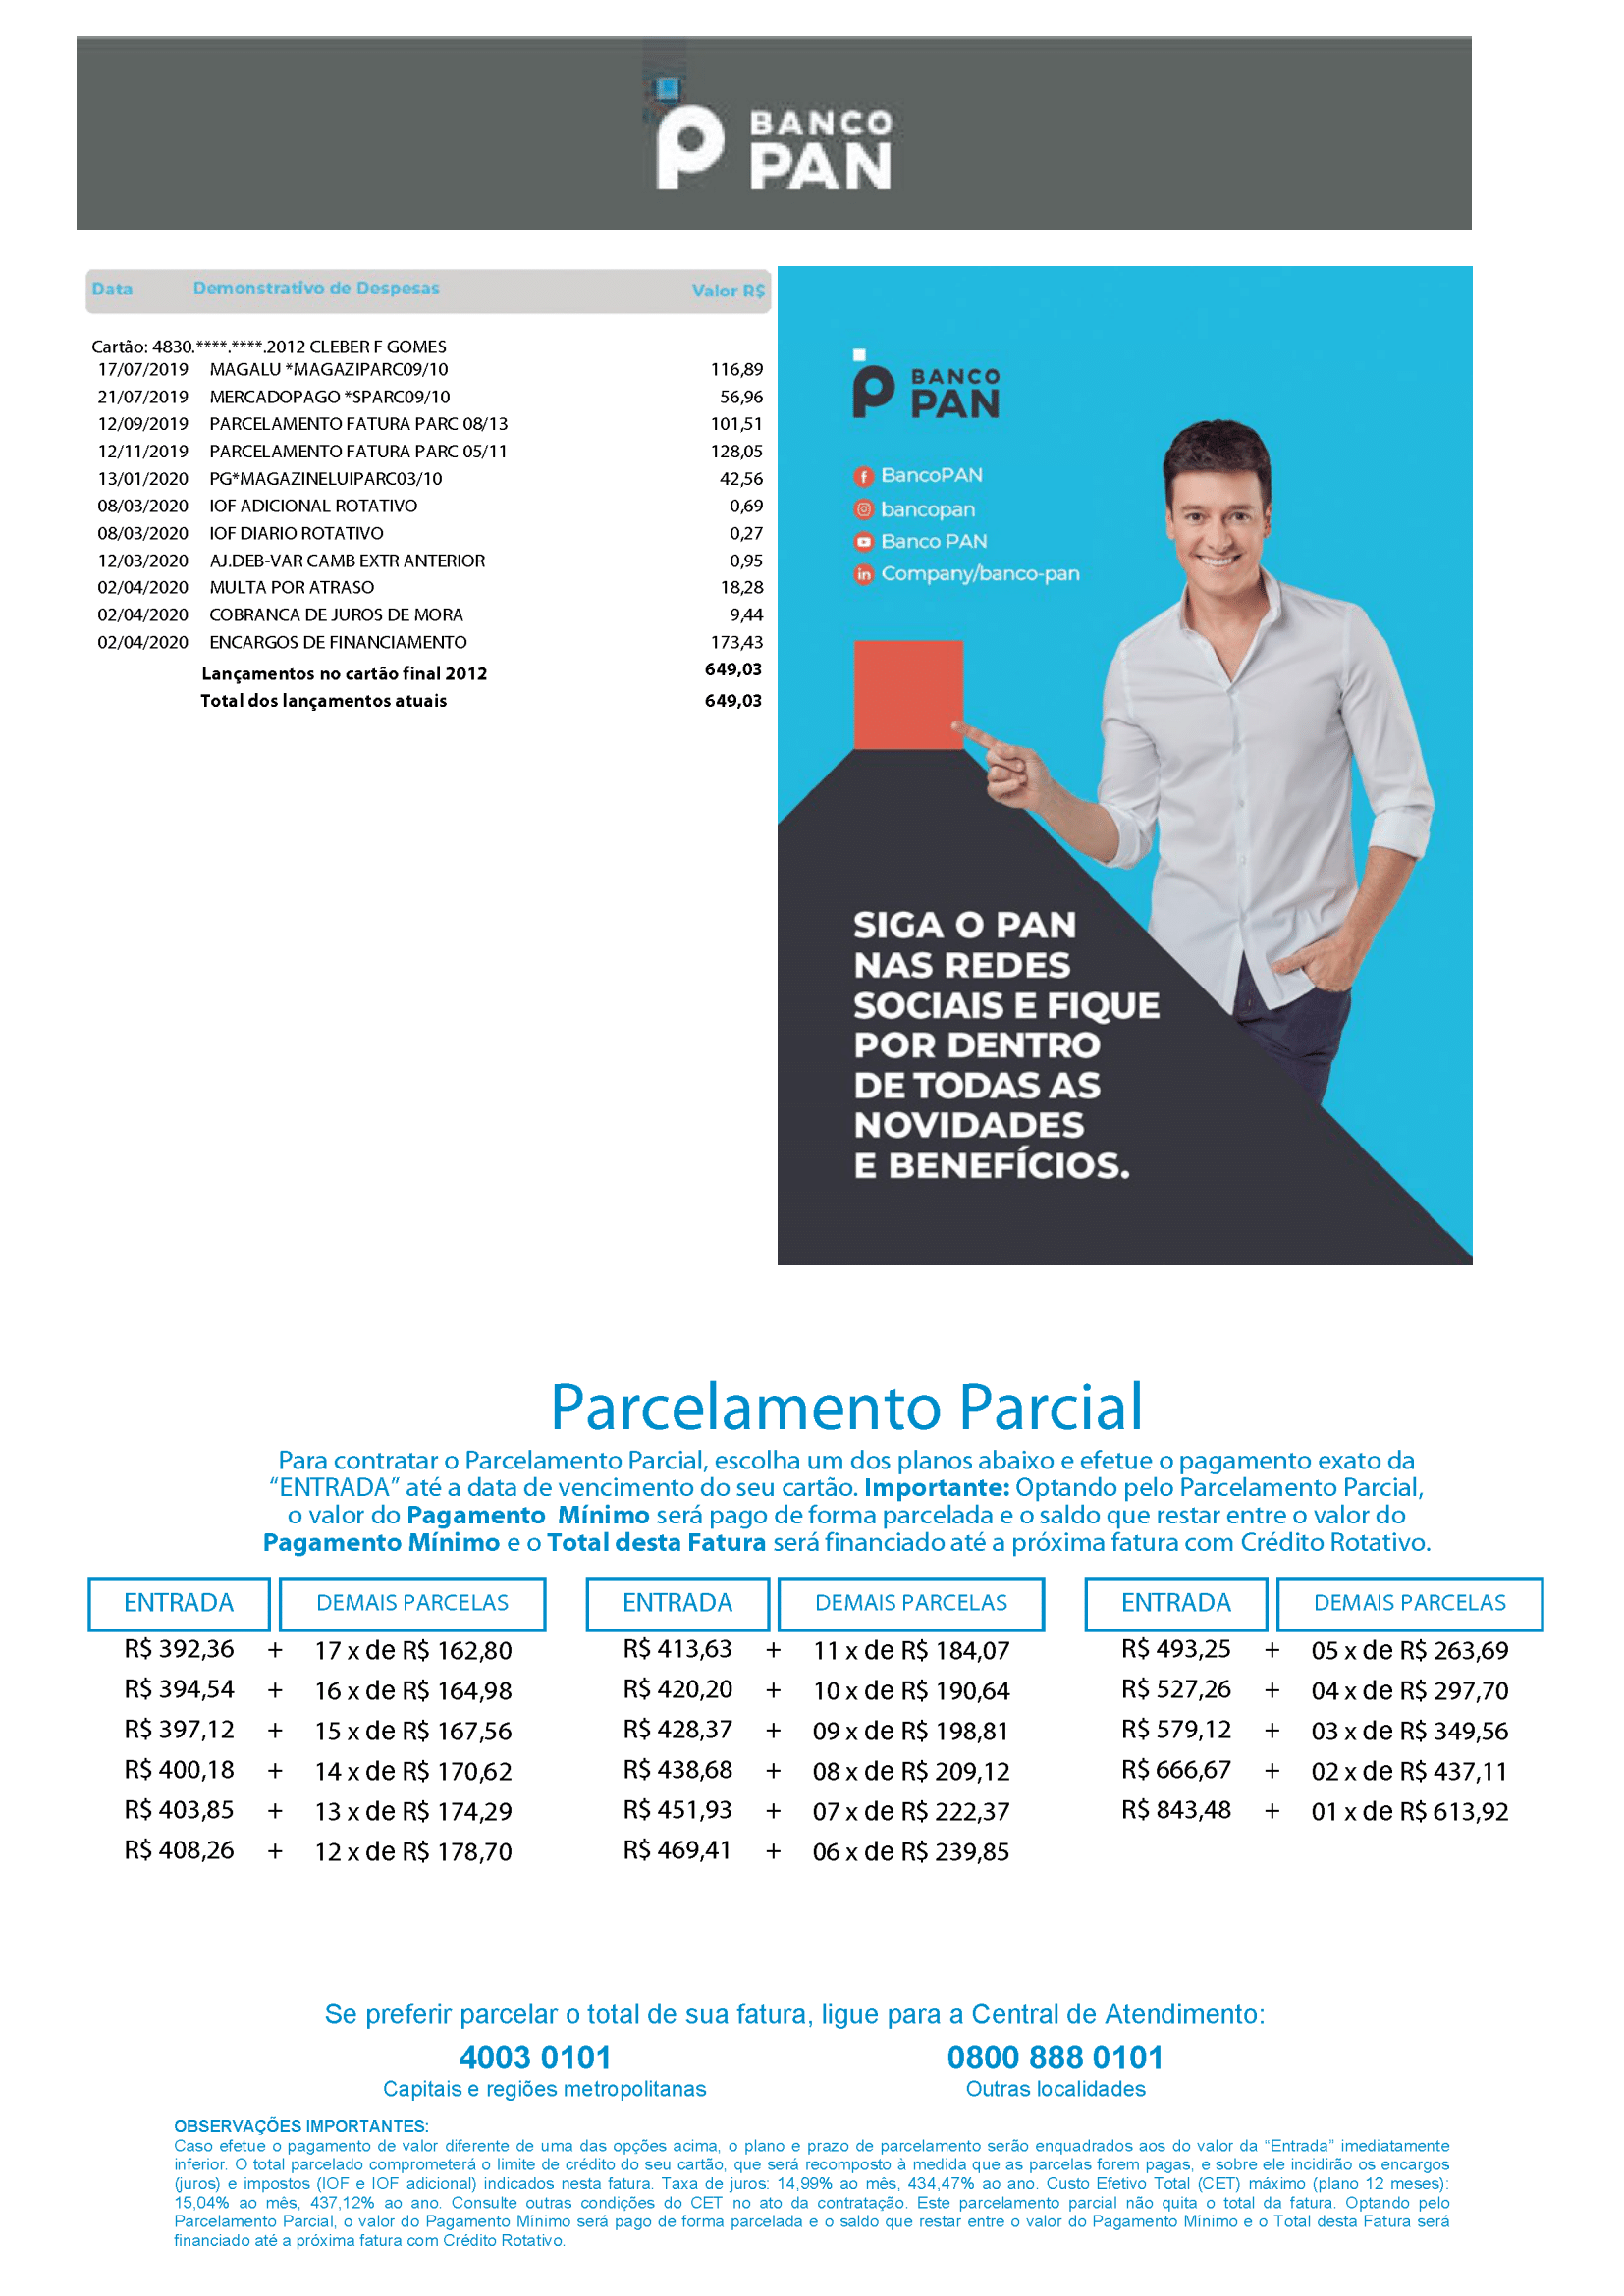 BANCO
PAN
Data Demonstrativo de Despesas Valor R$
Cartão: 4830.****.****.2012 CLEBER F GOMES
17/07/2019 MAGALU *MAGAZIPARC09/10 116,89
21/07/2019 MERCADOPAGO *SPARC09/10 56,96
12/09/2019 PARCELAMENTO FATURA PARC 08/13 101,51
12/11/2019 PARCELAMENTO FATURA PARC 05/11 128,05
13/01/2020 PG*MAGAZINELUIPARC03/10 42,56
08/03/2020 IOF ADICIONAL ROTATIVO 0,69
08/03/2020 IOF DIARIO ROTATIVO 0,27
12/03/2020 AJ.DEB-VAR CAMB EXTR ANTERIOR 0,95
02/04/2020 MULTA POR ATRASO 18,28
02/04/2020 COBRANCA DE JUROS DE MORA 9,44
02/04/2020 ENCARGOS DE FINANCIAMENTO 173,43
Lançamentos no cartão final 2012 649,03
Total dos lançamentos atuais 649,03
BANCO
PAN
BancoPAN
bancopan
Banco PAN
Company/banco-pan
SIGA O PAN
NAS REDES
SOCIAIS E FIQUE
POR DENTRO
DE TODAS AS
NOVIDADES
E BENEFÍCIOS.
Parcelamento Parcial
Para contratar o Parcelamento Parcial, escolha um dos planos abaixo e efetue o pagamento exato da
“ENTRADA” até a data de vencimento do seu cartão. Importante: Optando pelo Parcelamento Parcial,
o valor do Pagamento Mínimo será pago de forma parcelada e o saldo que restar entre o valor do
Pagamento Mínimo e o Total desta Fatura será financiado até a próxima fatura com Crédito Rotativo.
ENTRADA DEMAIS PARCELAS ENTRADA DEMAIS PARCELAS ENTRADA DEMAIS PARCELAS
R$ 392,36 + 17 x de R$ 162,80 R$ 413,63 + 11 x de R$ 184,07 R$ 493,25 + 05 x de R$ 263,69
R$ 394,54 + 16 x de R$ 164,98 R$ 420,20 + 10 x de R$ 190,64 R$ 527,26 + 04 x de R$ 297,70
R$ 397,12 + 15 x de R$ 167,56 R$ 428,37 + 09 x de R$ 198,81 R$ 579,12 + 03 x de R$ 349,56
R$ 400,18 + 14 x de R$ 170,62 R$ 438,68 + 08 x de R$ 209,12 R$ 666,67 + 02 x de R$ 437,11
R$ 403,85 + 13 x de R$ 174,29 R$ 451,93 + 07 x de R$ 222,37 R$ 843,48 + 01 x de R$ 613,92
R$ 408,26 + 12 x de R$ 178,70 R$ 469,41 + 06 x de R$ 239,85
Se preferir parcelar o total de sua fatura, ligue para a Central de Atendimento:
4003 0101 0800 888 0101
Capitais e regiões metropolitanas Outras localidades
OBSERVAÇÕES IMPORTANTES:
Caso efetue o pagamento de valor diferente de uma das opções acima, o plano e prazo de parcelamento serão enquadrados aos do valor da “Entrada” imediatamente
inferior. O total parcelado comprometerá o limite de crédito do seu cartão, que será recomposto à medida que as parcelas forem pagas, e sobre ele incidirão os encargos
(juros) e impostos (IOF e IOF adicional) indicados nesta fatura. Taxa de juros: 14,99% ao mês, 434,47% ao ano. Custo Efetivo Total (CET) máximo (plano 12 meses):
15,04% ao mês, 437,12% ao ano. Consulte outras condições do CET no ato da contratação. Este parcelamento parcial não quita o total da fatura. Optando pelo
Parcelamento Parcial, o valor do Pagamento Mínimo será pago de forma parcelada e o saldo que restar entre o valor do Pagamento Mínimo e o Total desta Fatura será
financiado até a próxima fatura com Crédito Rotativo.